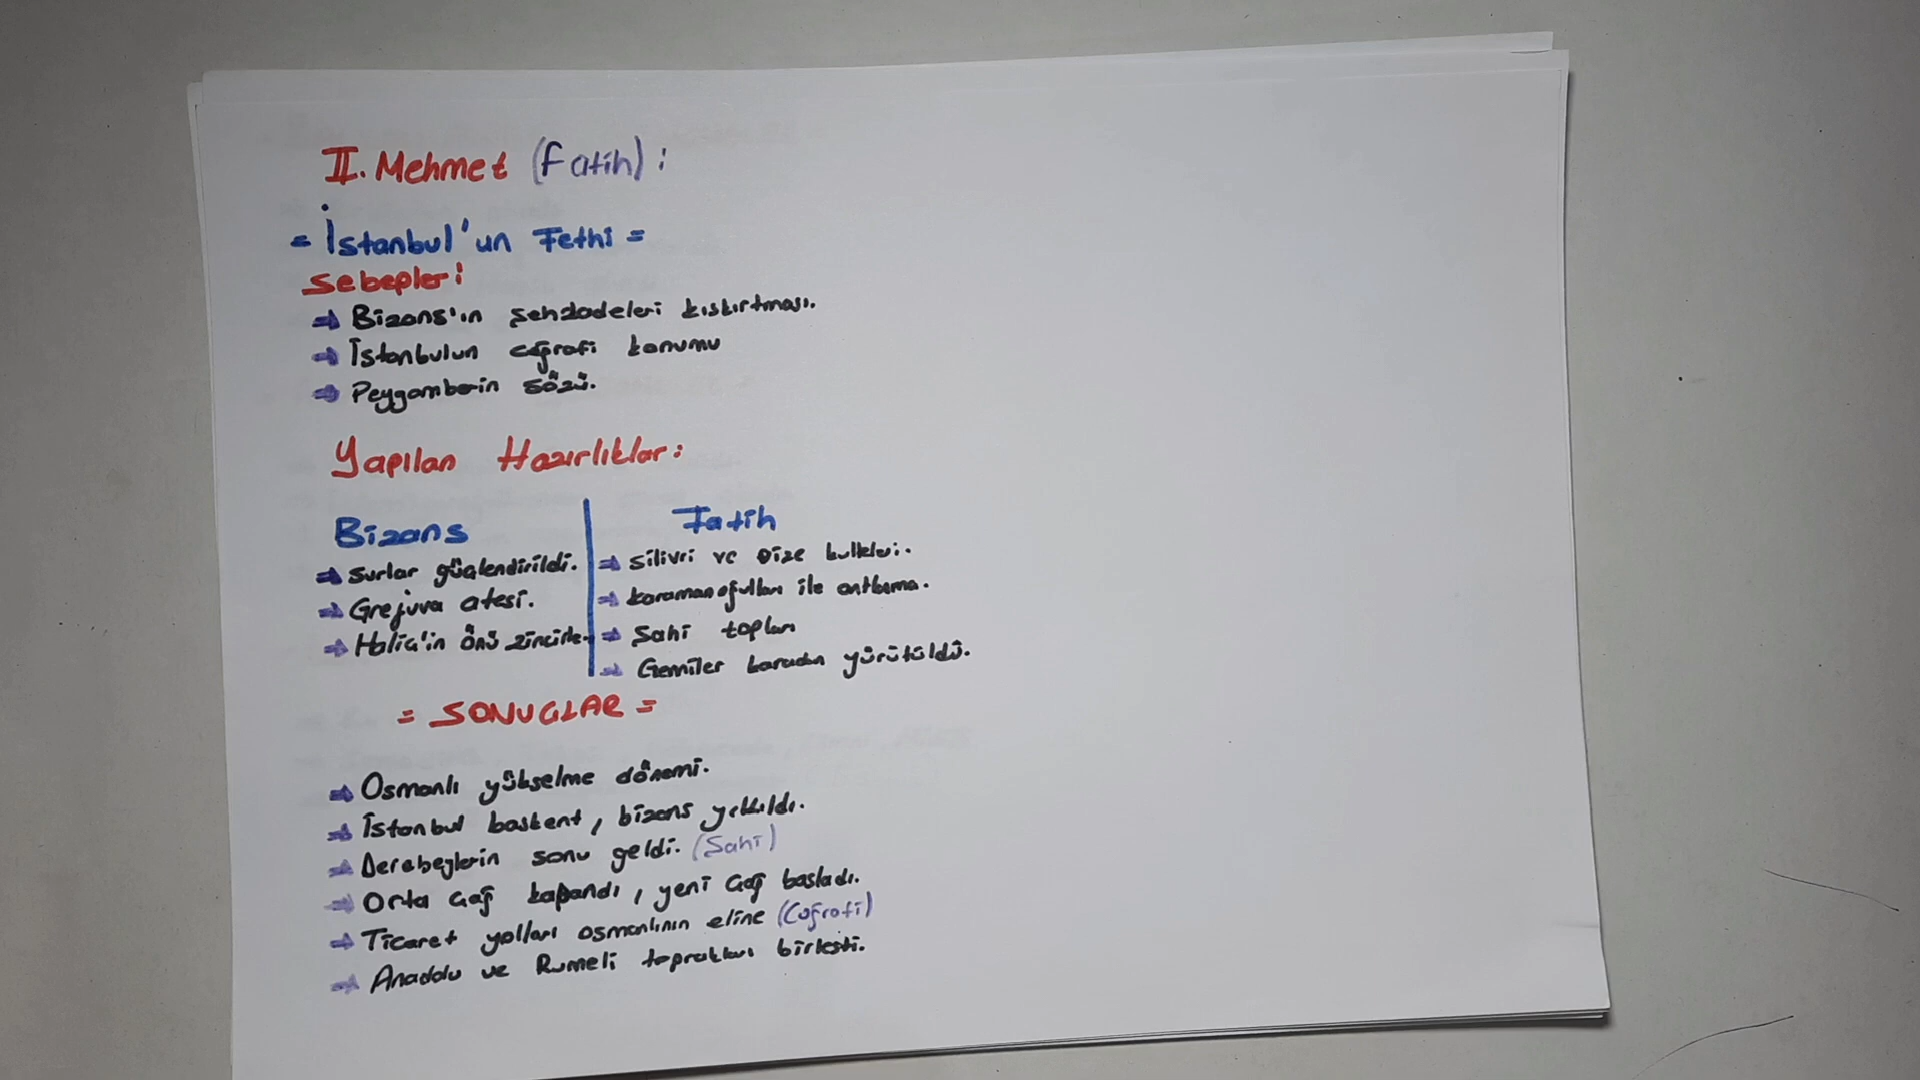 II. Mehmet (Fatih):
= İstanbul'un Fethi =
Sebepler:
⇒ Bizans'ın şehzadeleri kışkırtması.
⇒ İstanbulun coğrafi konumu
⇒ Peygamberin sözü.
Yapılan Hazırlıklar:
Bizans
⇒ Surlar güçlendirildi.
⇒ Grejuva ateşi.
⇒ Haliç'in önü zincirle.
Fatih
⇒ Silivri ve Vize kuleleri.
⇒ Karamanoğulları ile antlaşma.
⇒ Şahi topları
⇒ Gemiler karadan yürütüldü.
= SONUÇLAR =
⇒ Osmanlı yükselme dönemi.
⇒ İstanbul başkent, bizans yıkıldı.
⇒ Derebeylerin sonu geldi. (Şahi)
⇒ Orta Çağ kapandı, yeni Çağ başladı.
⇒ Ticaret yolları osmanlının eline (Coğrafi)
⇒ Anadolu ve Rumeli toprakları birleşti.